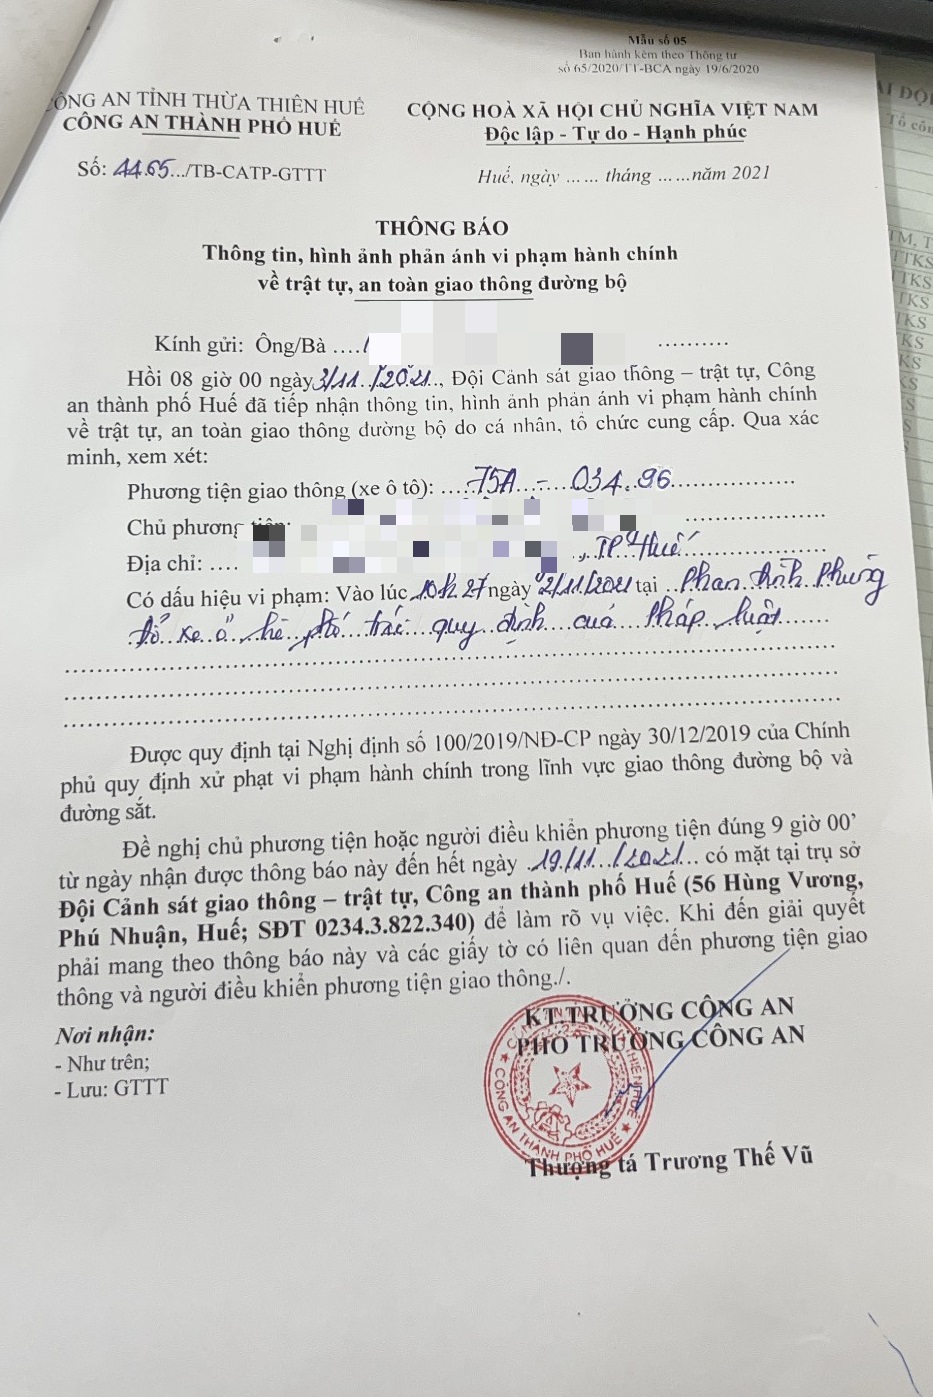 Mẫu số 05
Ban hành kèm theo Thông tư
số 65/2020/TT-BCA ngày 19/6/2020
CÔNG AN TỈNH THỪA THIÊN HUẾ
CÔNG AN THÀNH PHỐ HUẾ
CỘNG HOÀ XÃ HỘI CHỦ NGHĨA VIỆT NAM
Độc lập - Tự do - Hạnh phúc
Số: 4465.../TB-CATP-GTTT
Huế, ngày ...... tháng ......năm 2021
THÔNG BÁO
Thông tin, hình ảnh phản ánh vi phạm hành chính
về trật tự, an toàn giao thông đường bộ
Kính gửi: Ông/Bà ....
Hồi 08 giờ 00 ngày 3/11/2021..., Đội Cảnh sát giao thông – trật tự, Công
an thành phố Huế đã tiếp nhận thông tin, hình ảnh phản ánh vi phạm hành chính
về trật tự, an toàn giao thông đường bộ do cá nhân, tổ chức cung cấp. Qua xác
minh, xem xét:
Phương tiện giao thông (xe ô tô): ....75A - 034.96
Chủ phương tiện:
Địa chỉ: .... , TP Huế
Có dấu hiệu vi phạm: Vào lúc 10h27 ngày 2/11/2021 tại Phan Đình Phùng
đỗ xe ở hè phố trái quy định của pháp luật
Được quy định tại Nghị định số 100/2019/NĐ-CP ngày 30/12/2019 của Chính
phủ quy định xử phạt vi phạm hành chính trong lĩnh vực giao thông đường bộ và
đường sắt.
Đề nghị chủ phương tiện hoặc người điều khiển phương tiện đúng 9 giờ 00’
từ ngày nhận được thông báo này đến hết ngày 19/11/2021... có mặt tại trụ sở
Đội Cảnh sát giao thông – trật tự, Công an thành phố Huế (56 Hùng Vương,
Phú Nhuận, Huế; SĐT 0234.3.822.340) để làm rõ vụ việc. Khi đến giải quyết
phải mang theo thông báo này và các giấy tờ có liên quan đến phương tiện giao
thông và người điều khiển phương tiện giao thông./.
Nơi nhận:
- Như trên;
- Lưu: GTTT
KT.TRƯỞNG CÔNG AN
PHÓ TRƯỞNG CÔNG AN
CÔNG AN THÀNH PHỐ HUẾ
Thượng tá Trương Thế Vũ